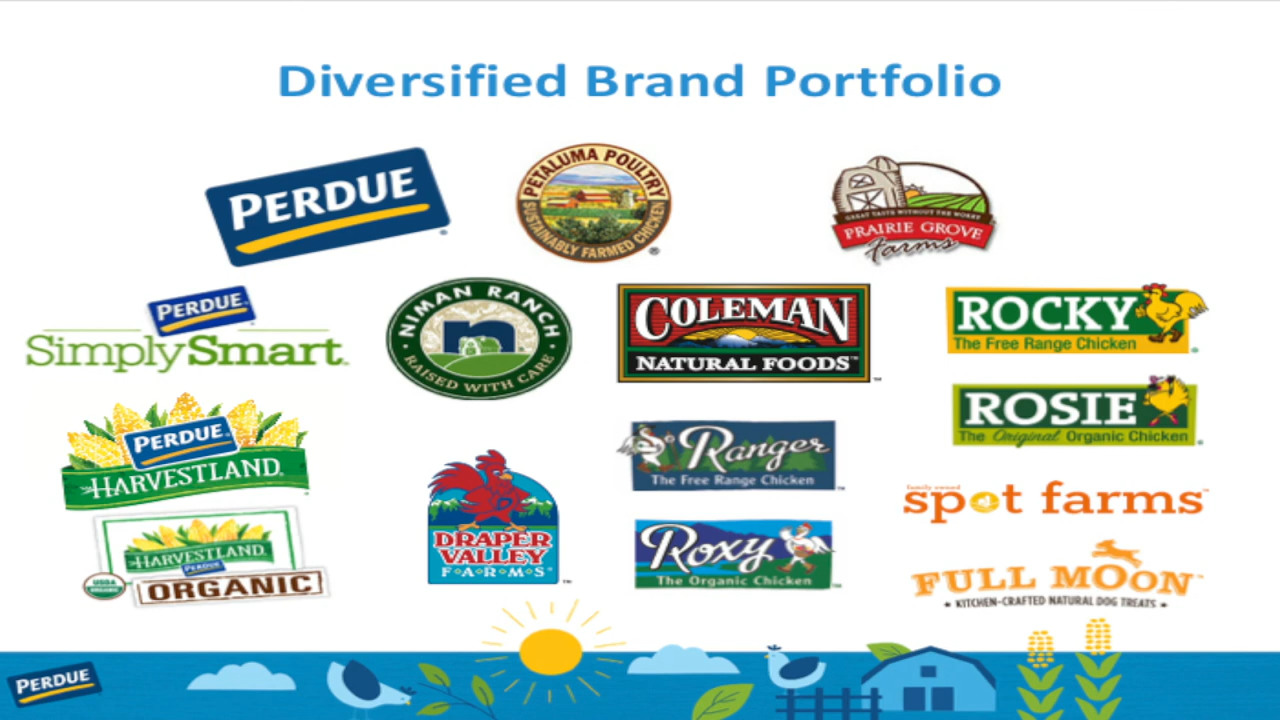 Diversified Brand Portfolio
PERDUE
PETALUMA POULTRY
SUSTAINABLY FARMED CHICKEN
GREAT TASTE WITHOUT THE WORRY
PRAIRIE GROVE
Farms
PERDUE
SimplySmart
NIMAN RANCH
n
RAISED WITH CARE
COLEMAN
NATURAL FOODS™
ROCKY
The Free Range Chicken
ROSIE
The Original Organic Chicken
PERDUE
HARVESTLAND
HARVESTLAND
PERDUE
USDA
ORGANIC
ORGANIC
DRAPER
VALLEY
F·A·R·M·S
Ranger
The Free Range Chicken
Roxy
The Organic Chicken
family owned
spot farms
FULL MOON
• KITCHEN-CRAFTED NATURAL DOG TREATS •
PERDUE